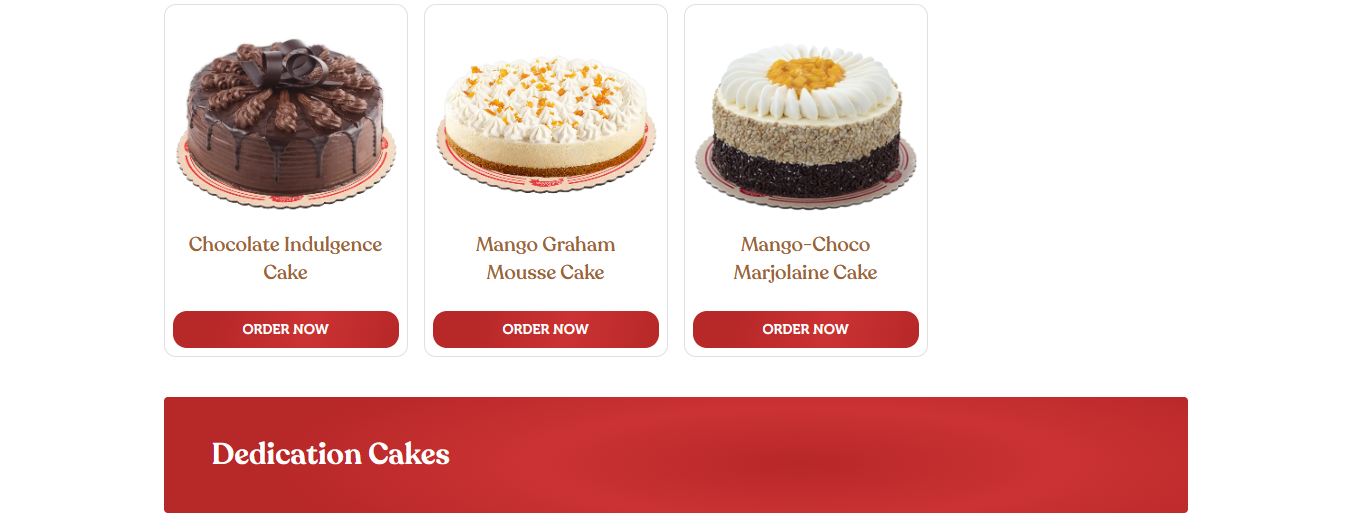 Chocolate Indulgence
Cake
ORDER NOW
Mango Graham
Mousse Cake
ORDER NOW
Mango-Choco
Marjolaine Cake
ORDER NOW
Dedication Cakes